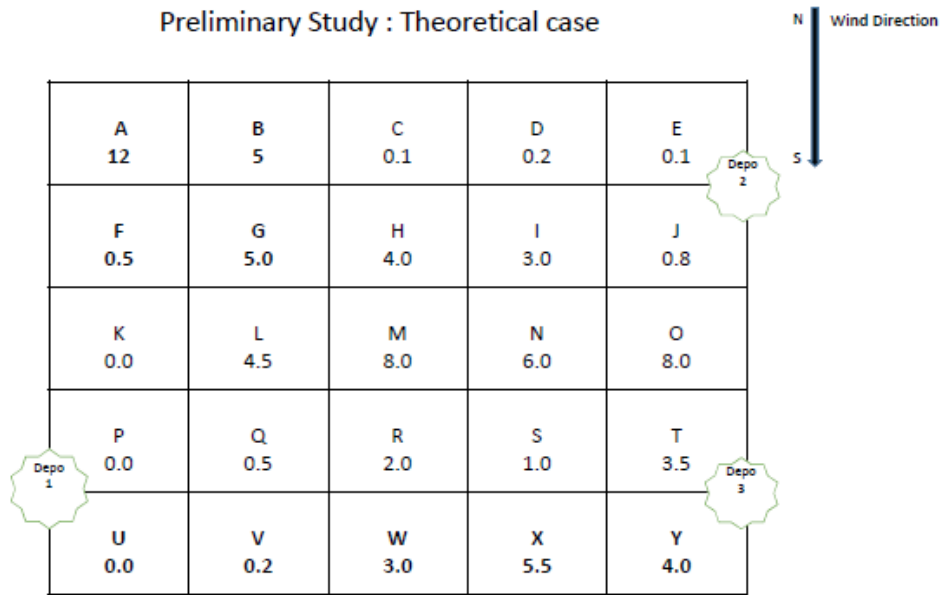 Preliminary Study : Theoretical case
N Wind Direction
S
A B C D E
12 5 0.1 0.2 0.1
Depo
2
F G H I J
0.5 5.0 4.0 3.0 0.8
K L M N O
0.0 4.5 8.0 6.0 8.0
P Q R S T
0.0 0.5 2.0 1.0 3.5
Depo
1
Depo
3
U V W X Y
0.0 0.2 3.0 5.5 4.0